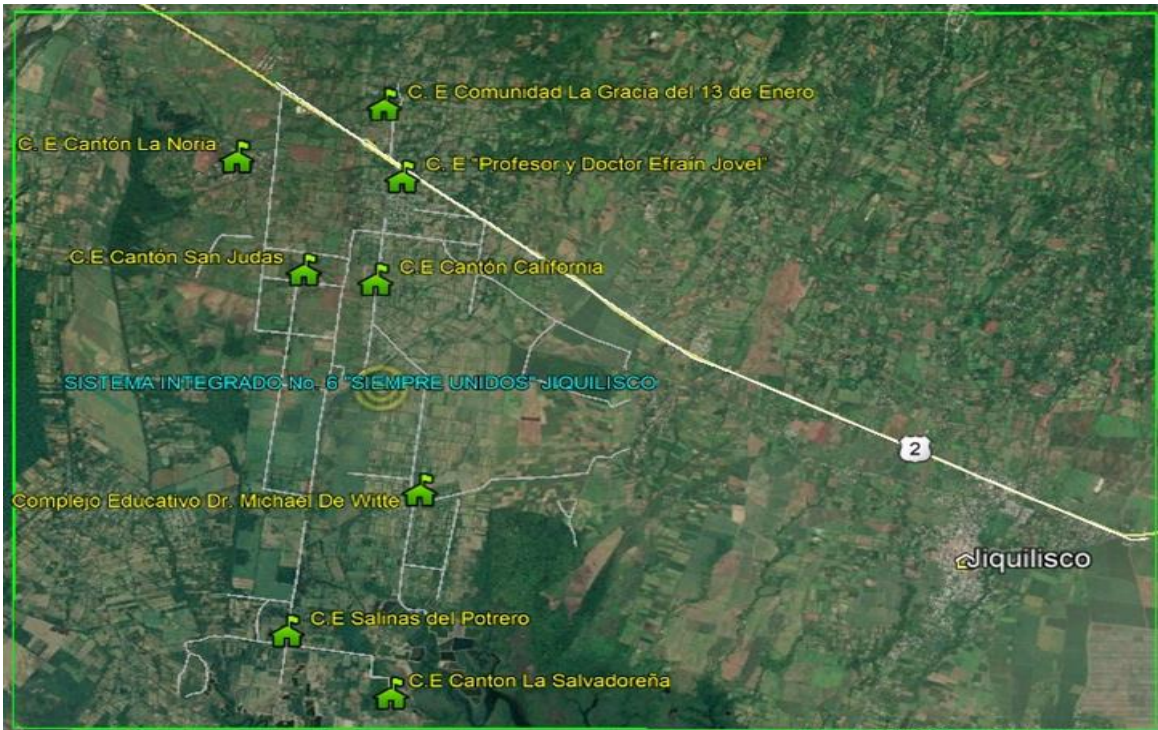 C. E Comunidad La Gracia del 13 de Enero
C. E Cantón La Noria
C. E "Profesor y Doctor Efraín Jovel"
C.E Cantón San Judas
C.E Cantón California
SISTEMA INTEGRADO No. 6 "SIEMPRE UNIDOS" JIQUILISCO
2
Complejo Educativo Dr. Michael De Witte
Jiquilisco
C.E Salinas del Potrero
C.E Canton La Salvadoreña